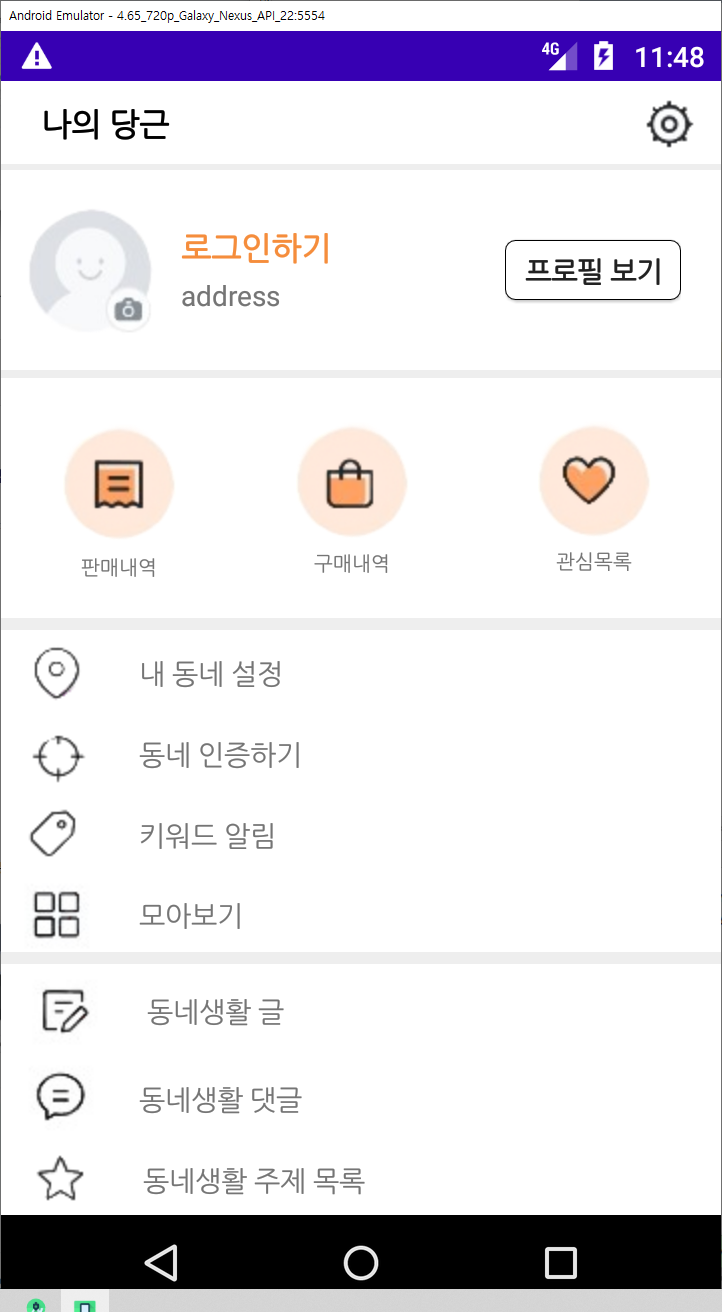 Android Emulator - 4.65_720p_Galaxy_Nexus_API_22:5554
4G 11:48
나의 당근
로그인하기
address
프로필 보기
판매내역 구매내역 관심목록
내 동네 설정
동네 인증하기
키워드 알림
모아보기
동네생활 글
동네생활 댓글
동네생활 주제 목록